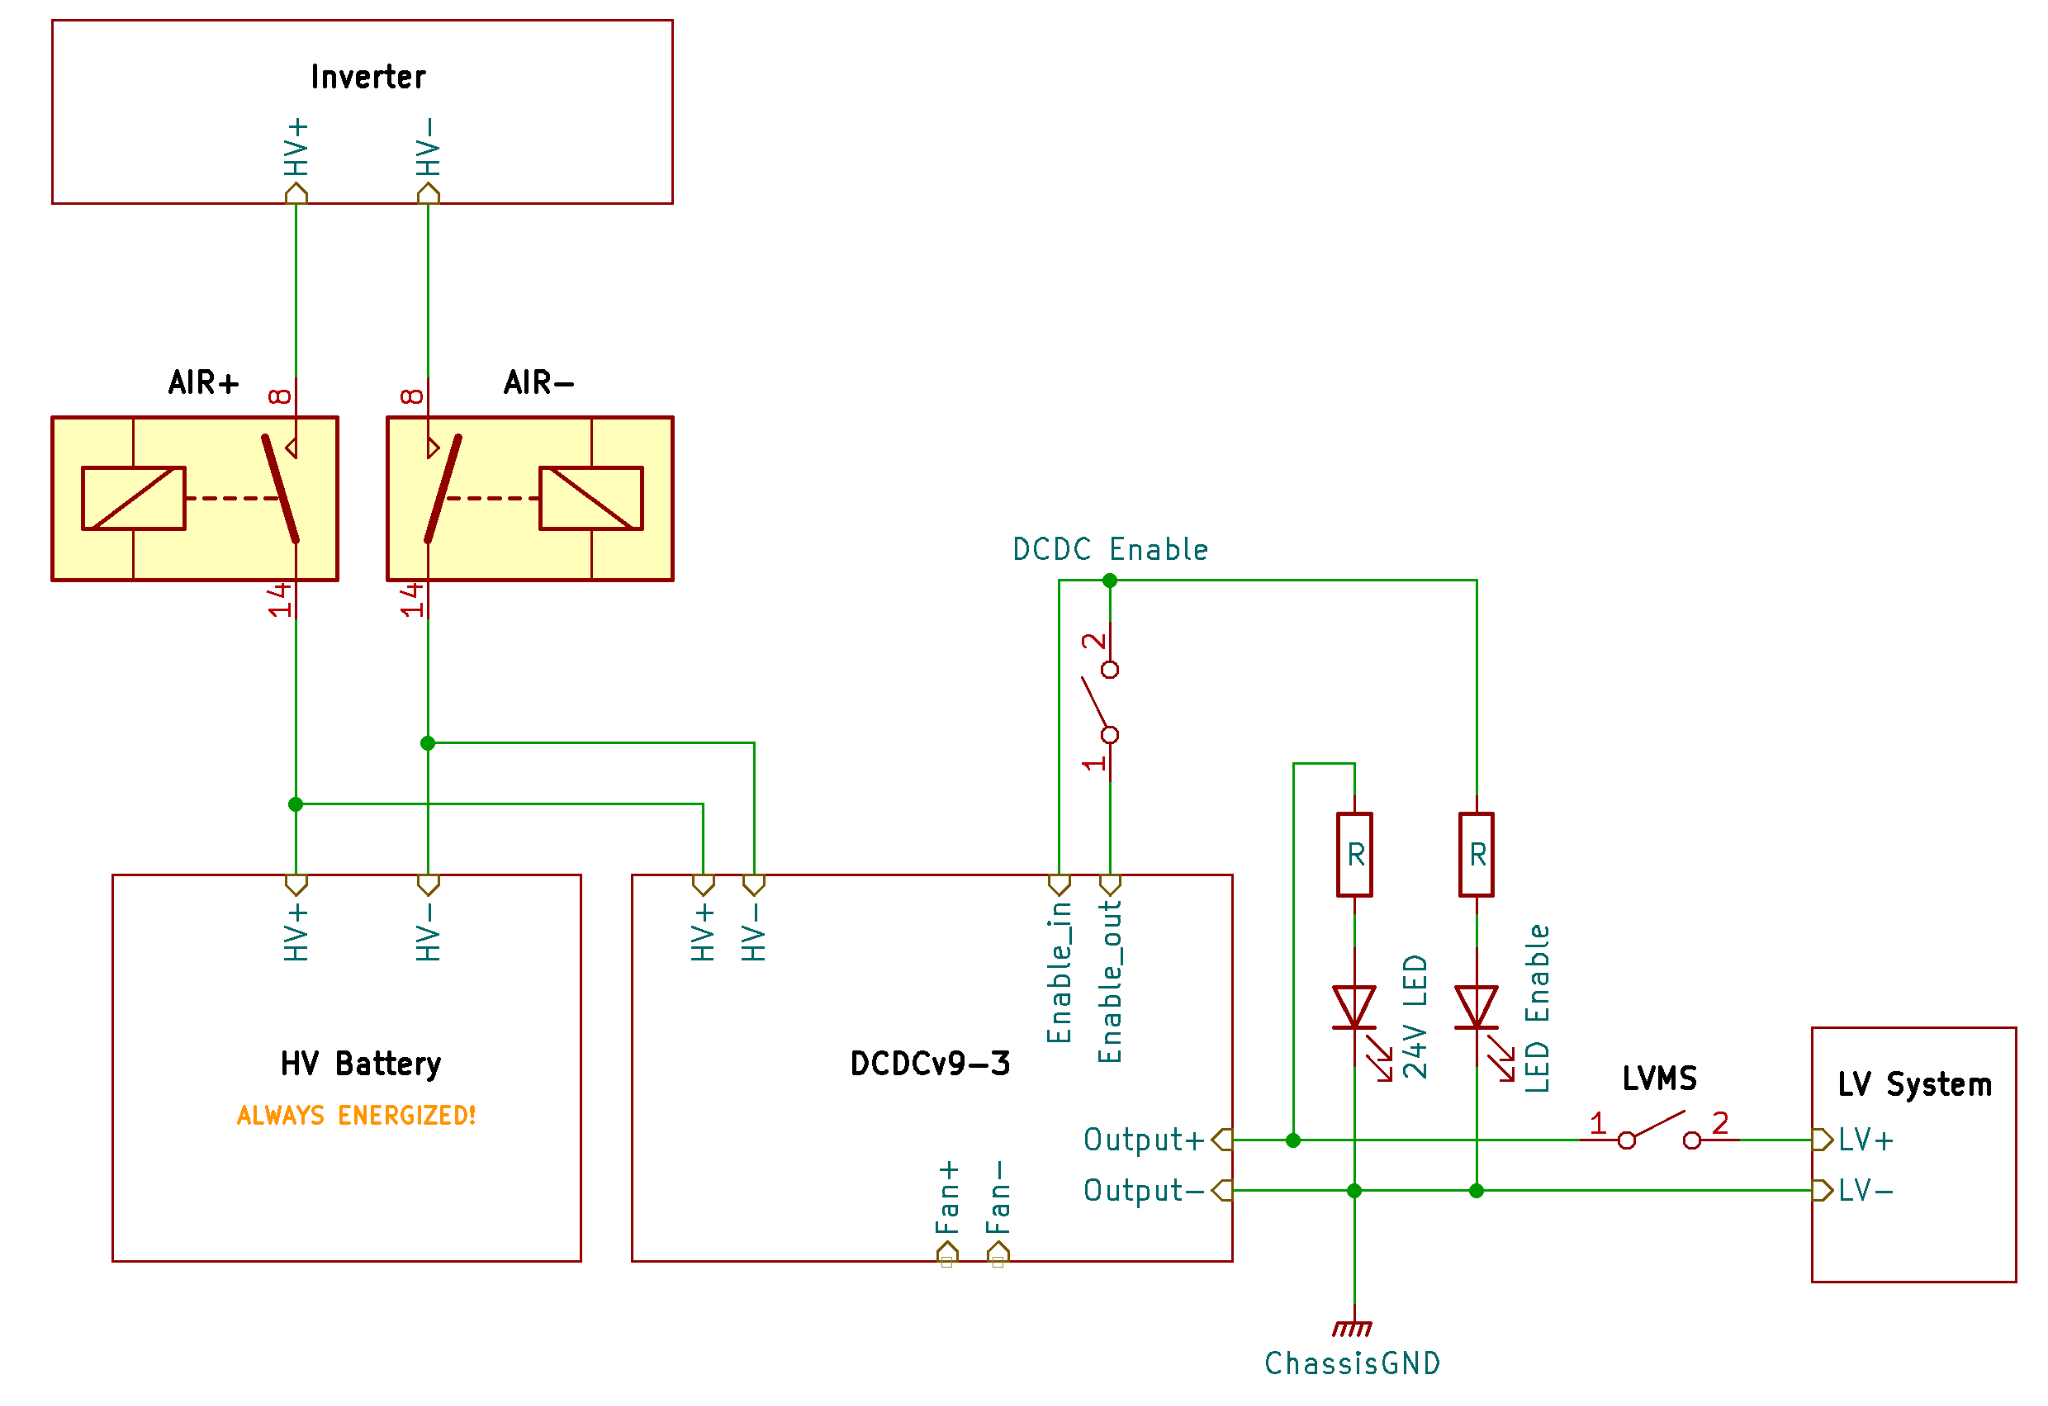 Inverter
HV+
HV-
AIR+
8
8
AIR-
14
14
DCDC Enable
2
1
R
R
HV+
HV-
HV+
HV-
Enable_in
Enable_out
24V LED
LED Enable
HV Battery
ALWAYS ENERGIZED!
DCDCv9-3
LVMS
1
2
LV System
Output+
Output-
LV+
LV-
Fan+
Fan-
ChassisGND